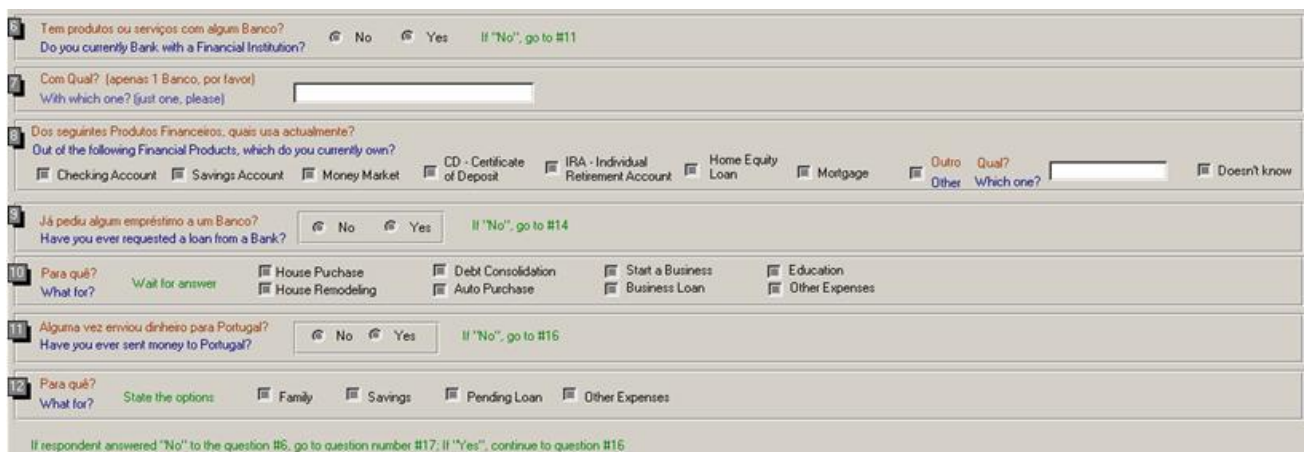 6 Tem produtos ou serviços com algum Banco?
Do you currently Bank with a Financial Institution?
No Yes If "No", go to #11
7 Com Qual? (apenas 1 Banco, por favor)
With which one? (just one, please)
8 Dos seguintes Produtos Financeiros, quais usa actualmente?
Out of the following Financial Products, which do you currently own?
Checking Account Savings Account Money Market
CD - Certificate
of Deposit
IRA - Individual
Retirement Account
Home Equity
Loan
Mortgage
Outro Qual?
Other Which one?
Doesn't know
9 Já pediu algum empréstimo a um Banco?
Have you ever requested a loan from a Bank?
No Yes If "No", go to #14
10 Para quê?
What for?
Wait for answer
House Puchase Debt Consolidation Start a Business Education
House Remodeling Auto Purchase Business Loan Other Expenses
11 Alguma vez enviou dinheiro para Portugal?
Have you ever sent money to Portugal?
No Yes If "No", go to #16
12 Para quê?
What for?
State the options Family Savings Pending Loan Other Expenses
If respondent answered "No" to the question #6, go to question number #17; If "Yes", continue to question #16